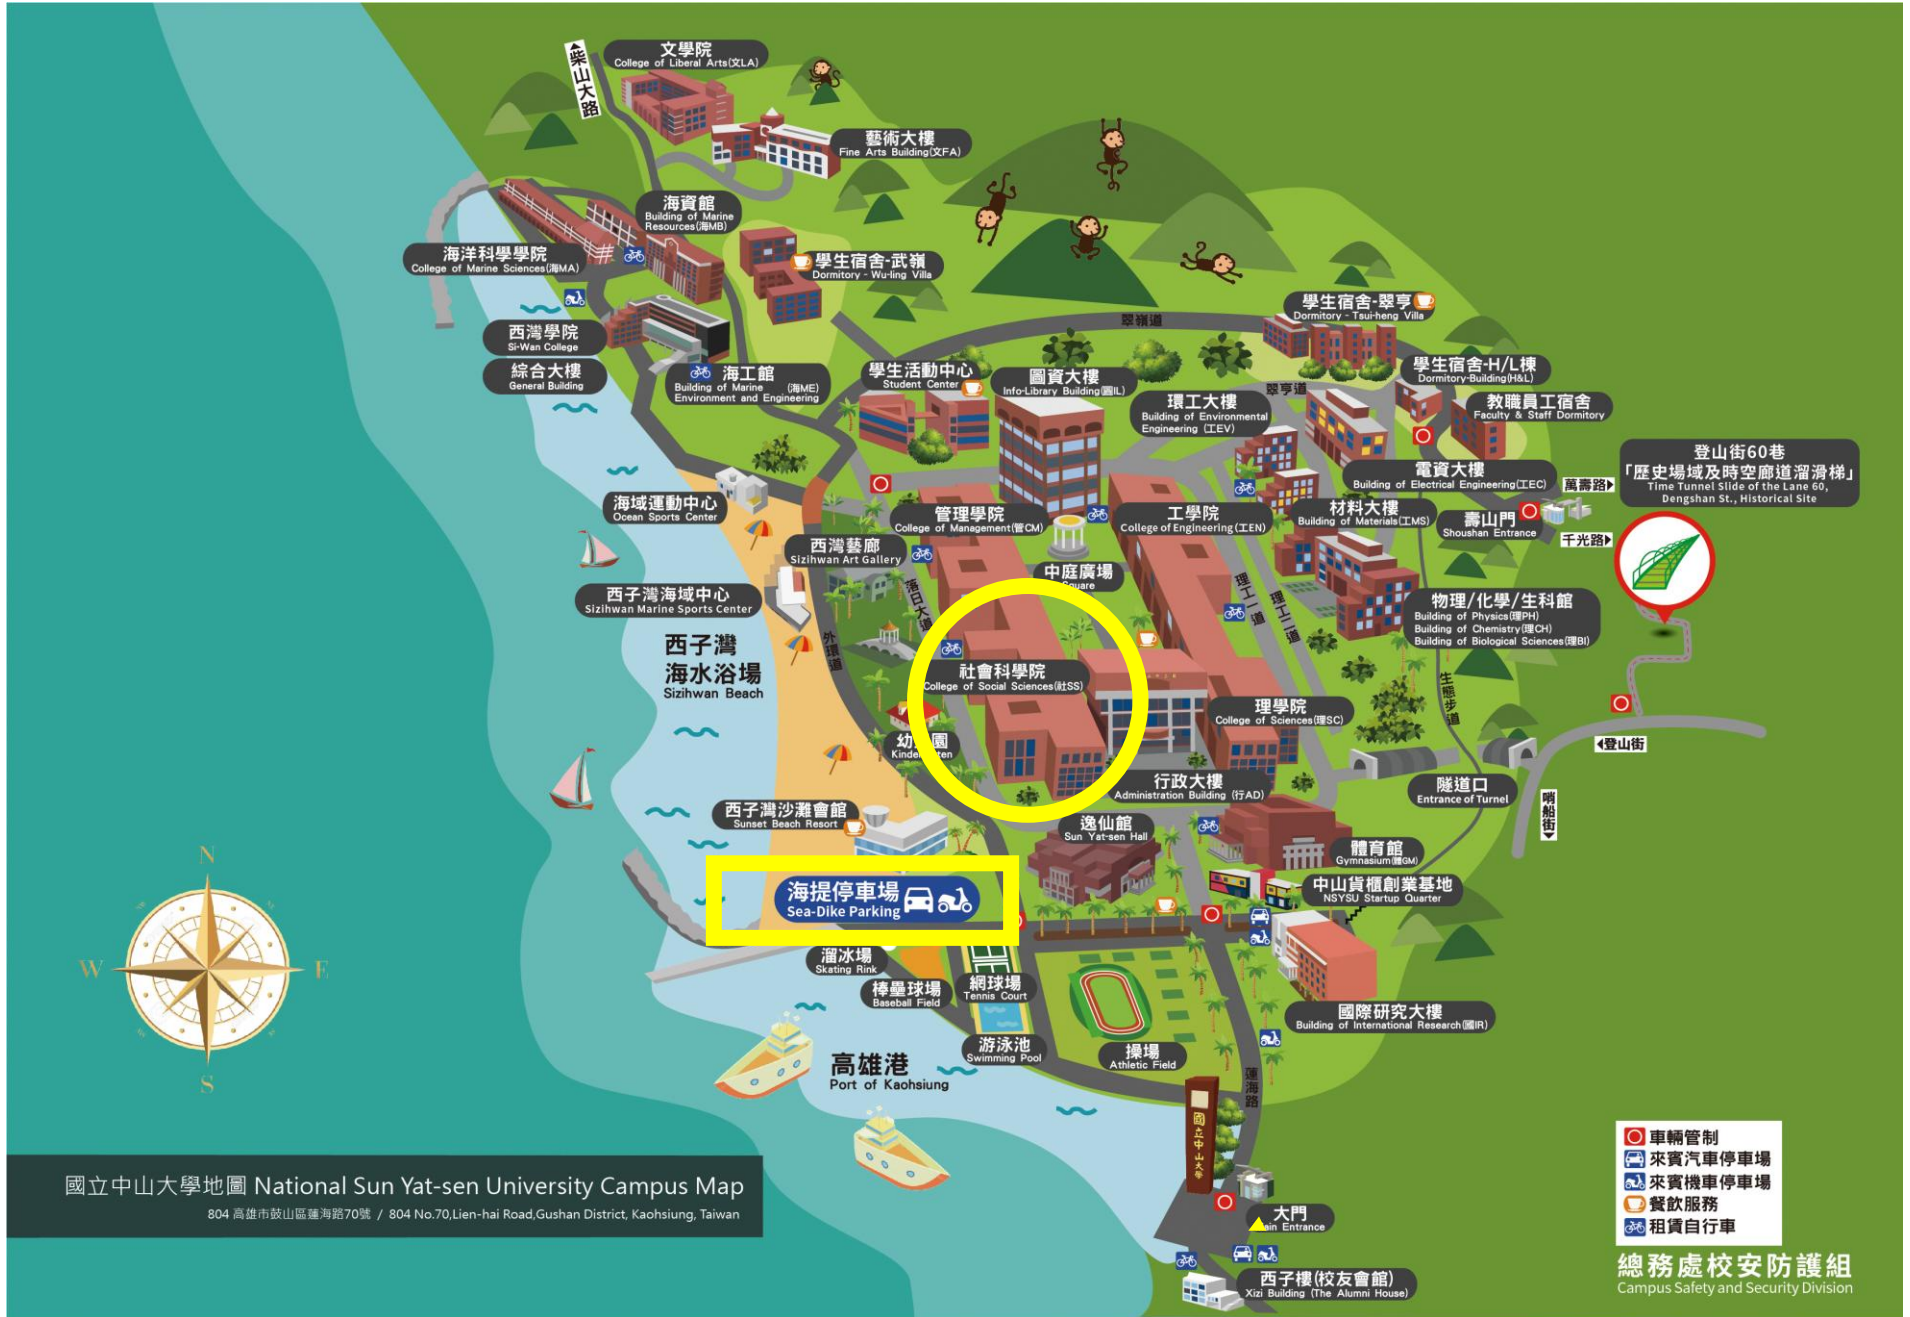 柴山大路
文學院
College of Liberal Arts(文LA)
藝術大樓
Fine Arts Building(文FA)
海資館
Building of Marine
Resources(海MB)
海洋科學學院
College of Marine Sciences(海MA)
學生宿舍-武嶺
Dormitory - Wu-ling Villa
西灣學院
Si-Wan College
綜合大樓
General Building
海工館
Building of Marine (海ME)
Environment and Engineering
翠嶺道
學生宿舍-翠亨
Dormitory - Tsui-heng Villa
學生活動中心
Student Center
圖資大樓
Info-Library Building(圖IL)
環工大樓
Building of Environmental
Engineering (工EV)
翠亨道
學生宿舍-H/L棟
Dormitory-Building(H&L)
教職員工宿舍
Faculty & Staff Dormitory
登山街60巷
「歷史場域及時空廊道溜滑梯」
Time Tunnel Slide of the Lane 60,
Dengshan St., Historical Site
電資大樓
Building of Electrical Engineering(工EC)
萬壽路
海域運動中心
Ocean Sports Center
管理學院
College of Management(管CM)
工學院
College of Engineering(工EN)
材料大樓
Building of Materials(工MS)
壽山門
Shoushan Entrance
千光路
西灣藝廊
Sizihwan Art Gallery
中庭廣場
Square
西子灣海域中心
Sizihwan Marine Sports Center
落日大道
理工一道
理工二道
物理/化學/生科館
Building of Physics(理PH)
Building of Chemistry(理CH)
Building of Biological Sciences(理BI)
西子灣
海水浴場
Sizihwan Beach
外環道
社會科學院
College of Social Sciences(社SS)
理學院
College of Sciences(理SC)
生態步道
登山街
幼 園
行政大樓
Administration Building (行AD)
隧道口
Entrance of Tunnel
哨船街
西子灣沙灘會館
Sunset Beach Resort
逸仙館
Sun Yat-sen Hall
體育館
Gymnasium(體GM)
海提停車場
Sea-Dike Parking
中山貨櫃創業基地
NSYSU Startup Quarter
溜冰場
Skating Rink
棒壘球場
Baseball Field
網球場
Tennis Court
國際研究大樓
Building of International Research(國IR)
游泳池
Swimming Pool
操場
Athletic Field
高雄港
Port of Kaohsiung
蓮海路
國立中山大學
大門
Entrance
西子樓(校友會館)
Xizi Building (The Alumni House)
N
W
E
S
國立中山大學地圖 National Sun Yat-sen University Campus Map
804 高雄市鼓山區蓮海路70號 / 804 No.70,Lien-hai Road,Gushan District, Kaohsiung, Taiwan
車輛管制
來賓汽車停車場
來賓機車停車場
餐飲服務
租賃自行車
總務處校安防護組
Campus Safety and Security Division